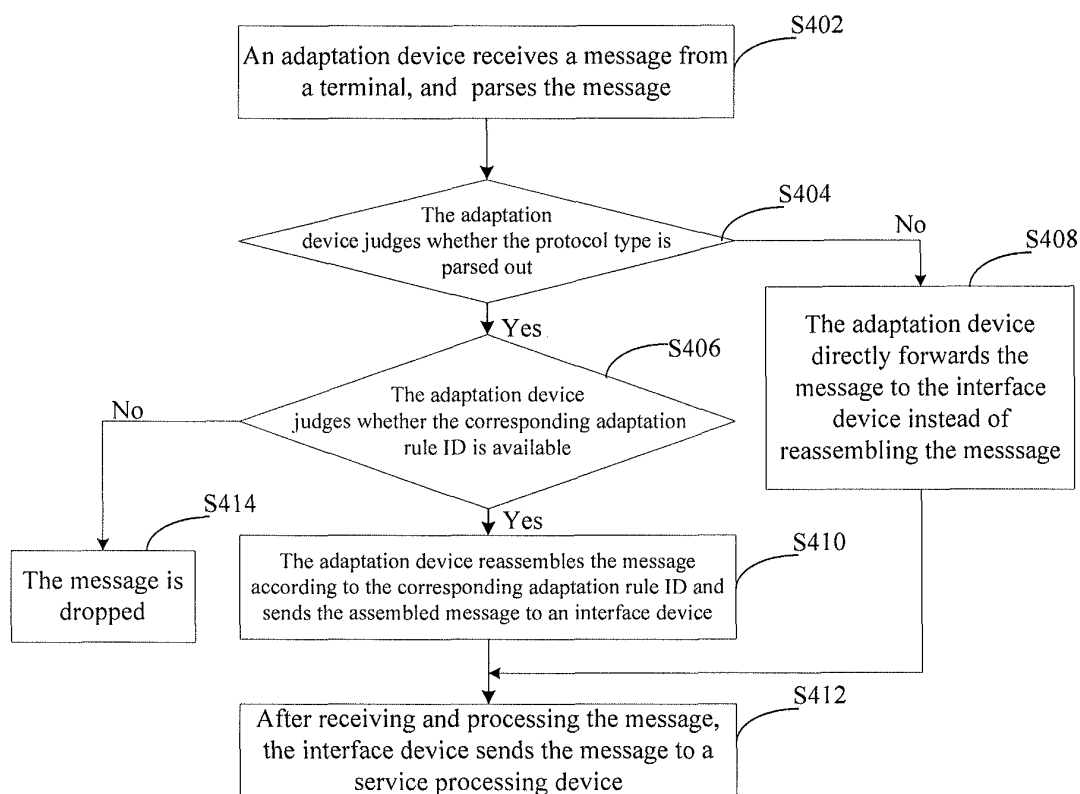 S402
An adaptation device receives a message from
a terminal, and parses the message
S404
The adaptation
device judges whether the protocol type is
parsed out
No
S408
The adaptation device
directly forwards the
message to the interface
device instead of
reassembling the messsage
Yes
S406
The adaptation device
judges whether the corresponding adaptation
rule ID is available
No
S414
The message is
dropped
Yes
S410
The adaptation device reassembles the message
according to the corresponding adaptation rule ID and
sends the assembled message to an interface device
S412
After receiving and processing the message,
the interface device sends the message to a
service processing device